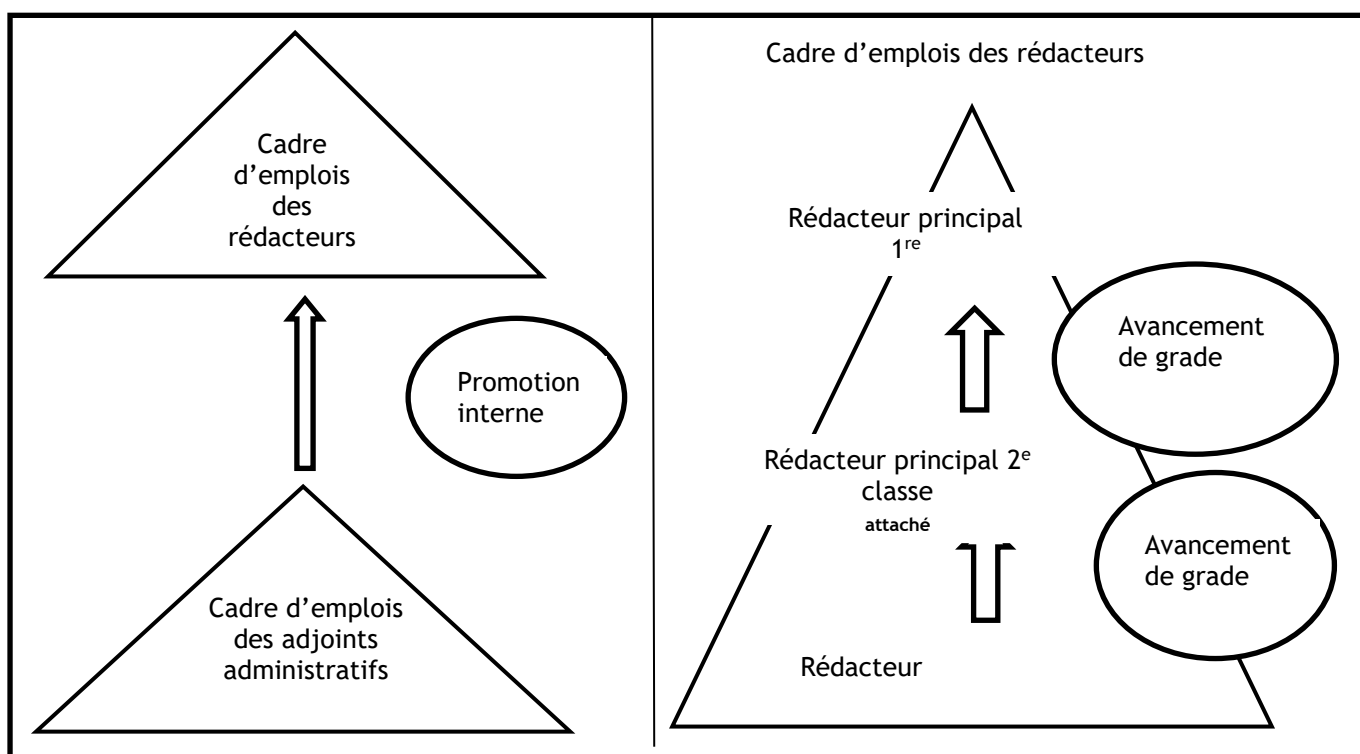 Cadre
d’emplois
des
rédacteurs
Promotion
interne
Cadre d’emplois
des adjoints
administratifs
Cadre d’emplois des rédacteurs
Rédacteur principal
1re
Avancement
de grade
Rédacteur principal 2e
classe
attaché
Avancement
de grade
Rédacteur